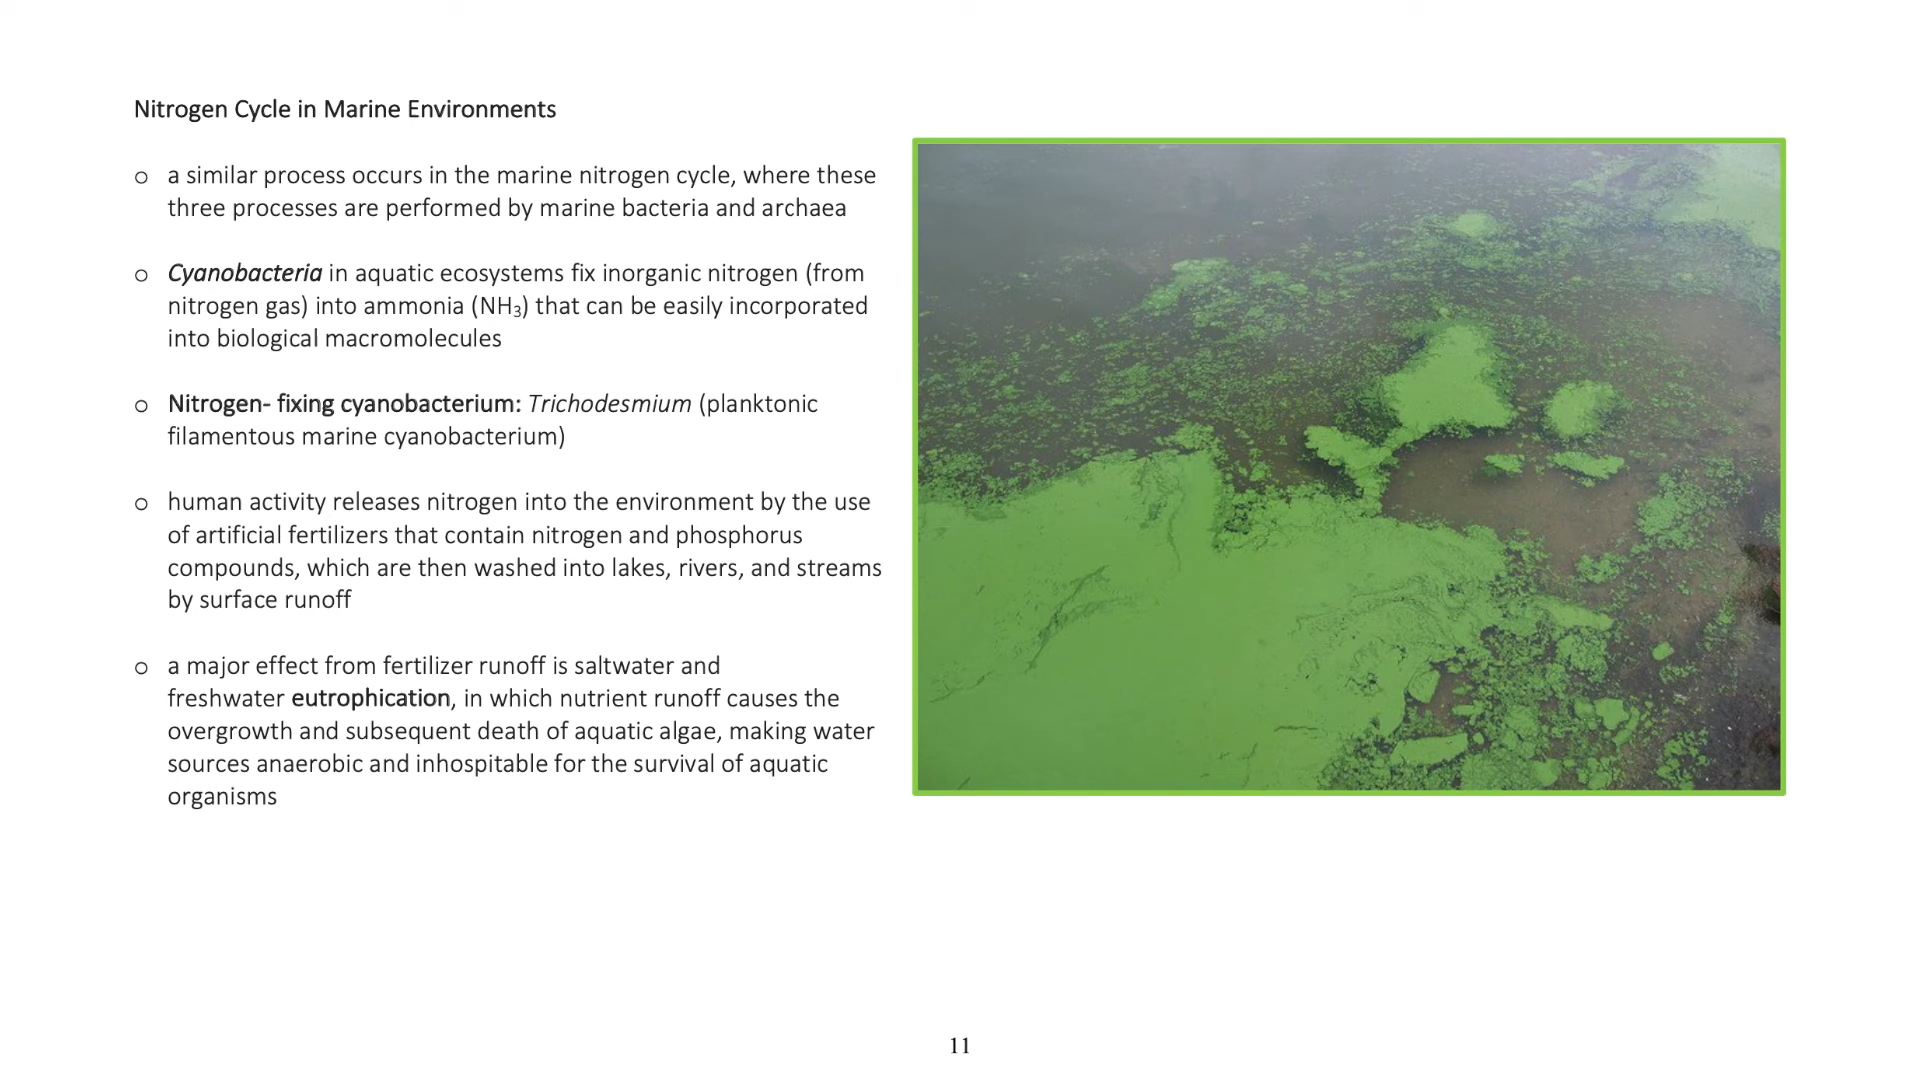 Nitrogen Cycle in Marine Environments
o a similar process occurs in the marine nitrogen cycle, where these
three processes are performed by marine bacteria and archaea
o Cyanobacteria in aquatic ecosystems fix inorganic nitrogen (from
nitrogen gas) into ammonia (NH₃) that can be easily incorporated
into biological macromolecules
o Nitrogen- fixing cyanobacterium: Trichodesmium (planktonic
filamentous marine cyanobacterium)
o human activity releases nitrogen into the environment by the use
of artificial fertilizers that contain nitrogen and phosphorus
compounds, which are then washed into lakes, rivers, and streams
by surface runoff
o a major effect from fertilizer runoff is saltwater and
freshwater eutrophication, in which nutrient runoff causes the
overgrowth and subsequent death of aquatic algae, making water
sources anaerobic and inhospitable for the survival of aquatic
organisms
11